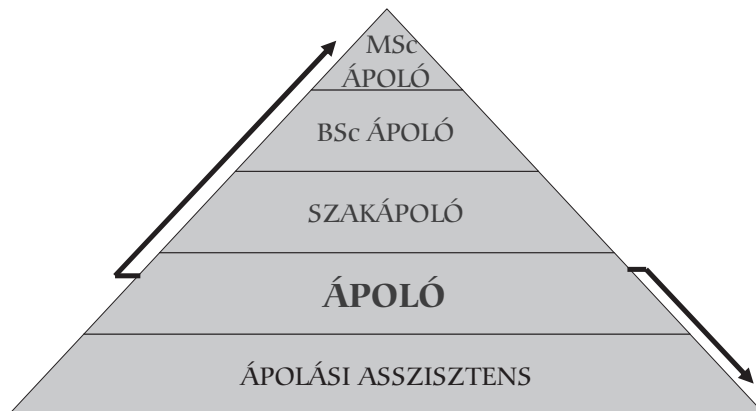 MSc
ÁPOLÓ
BSc ÁPOLÓ
SZAKÁPOLÓ
ÁPOLÓ
ÁPOLÁSI ASSZISZTENS